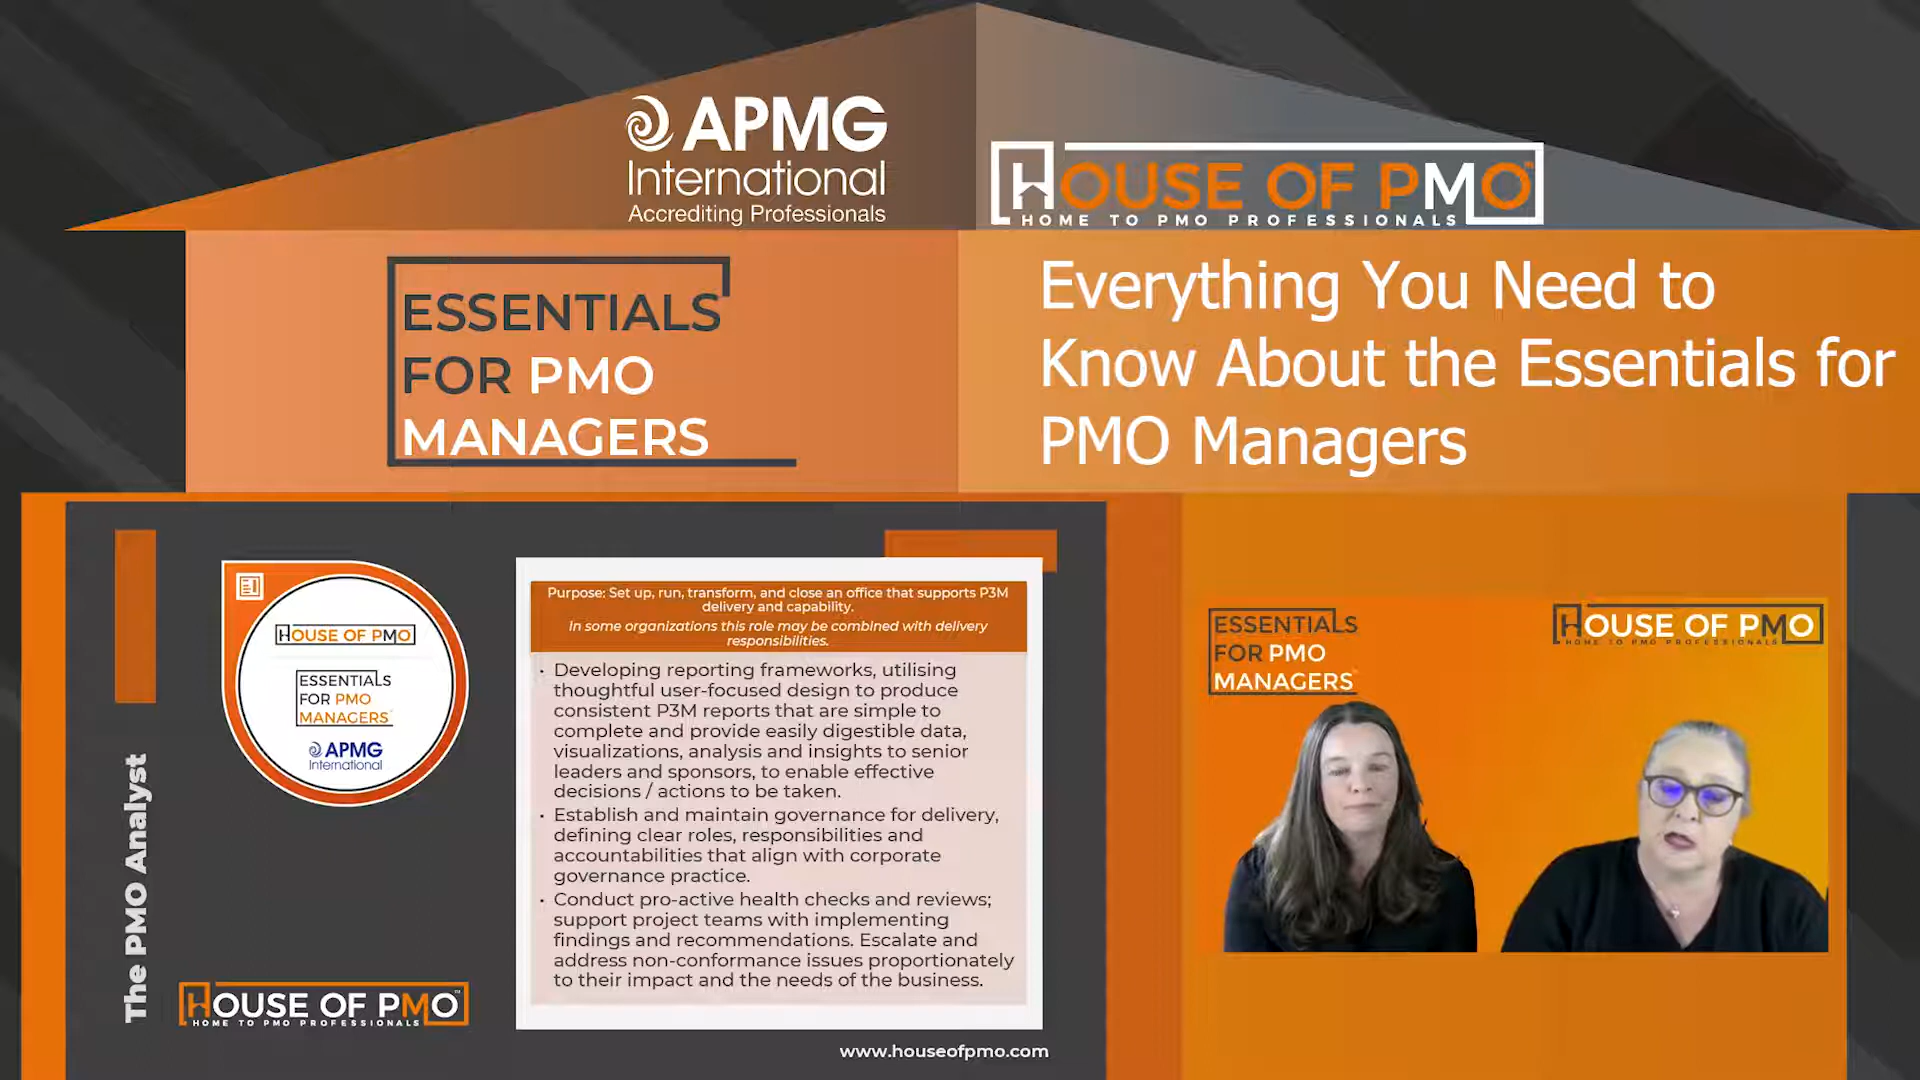 APMG
International
Accrediting Professionals
HOUSE OF PMO™
HOME TO PMO PROFESSIONALS
ESSENTIALS
FOR PMO
MANAGERS
Everything You Need to
Know About the Essentials for
PMO Managers
The PMO Analyst
HOUSE OF PMO
ESSENTIALS
FOR PMO
MANAGERS™
APMG
International
HOUSE OF PMO™
HOME TO PMO PROFESSIONALS
Purpose: Set up, run, transform, and close an office that supports P3M
delivery and capability.
In some organizations this role may be combined with delivery
responsibilities.
• Developing reporting frameworks, utilising
thoughtful user-focused design to produce
consistent P3M reports that are simple to
complete and provide easily digestible data,
visualizations, analysis and insights to senior
leaders and sponsors, to enable effective
decisions / actions to be taken.
• Establish and maintain governance for delivery,
defining clear roles, responsibilities and
accountabilities that align with corporate
governance practice.
• Conduct pro-active health checks and reviews;
support project teams with implementing
findings and recommendations. Escalate and
address non-conformance issues proportionately
to their impact and the needs of the business.
www.houseofpmo.com
ESSENTIALS
FOR PMO
MANAGERS™
HOUSE OF PMO
HOME TO PMO PROFESSIONALS